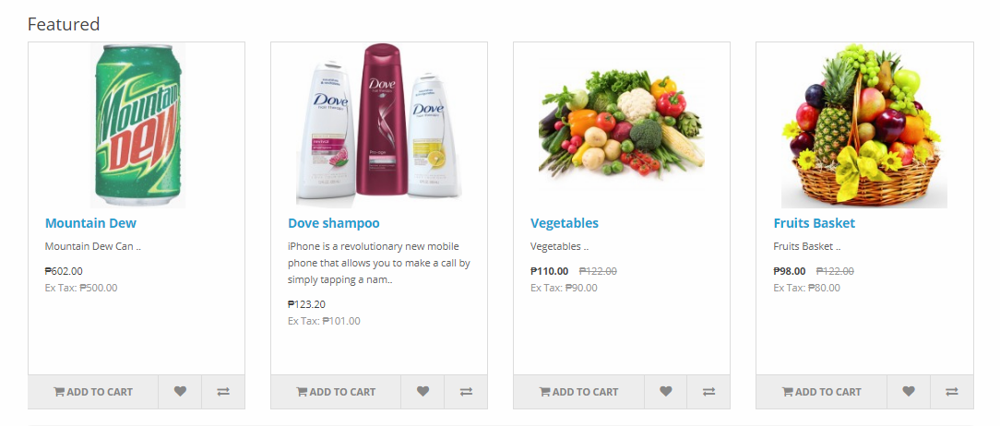 Featured
Mountain
Dew
Dove
Dove
Dove
Mountain Dew
Mountain Dew Can ..
₱602.00
Ex Tax: ₱500.00
ADD TO CART
Dove shampoo
iPhone is a revolutionary new mobile
phone that allows you to make a call by
simply tapping a nam..
₱123.20
Ex Tax: ₱101.00
ADD TO CART
Vegetables
Vegetables ..
₱110.00 ₱122.00
Ex Tax: ₱90.00
ADD TO CART
Fruits Basket
Fruits Basket ..
₱98.00 ₱122.00
Ex Tax: ₱80.00
ADD TO CART